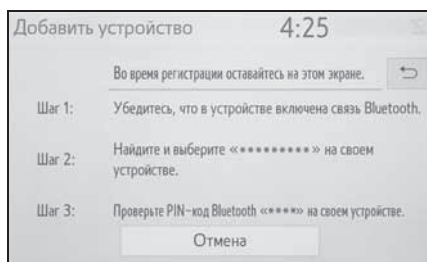 Добавить устройство 4:25
Во время регистрации оставайтесь на этом экране.
Шаг 1: Убедитесь, что в устройстве включена связь Bluetooth.
Шаг 2: Найдите и выберите «*********» на своем
устройстве.
Шаг 3: Проверьте PIN-код Bluetooth «****» на своем устройстве.
Отмена